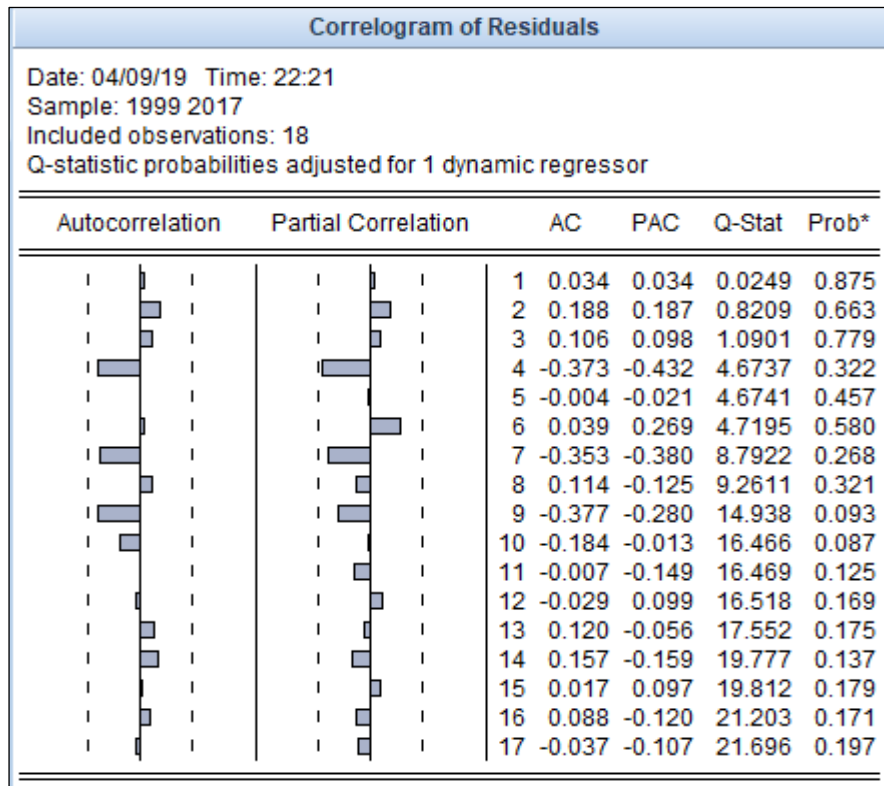 Correlogram of Residuals
Date: 04/09/19 Time: 22:21
Sample: 1999 2017
Included observations: 18
Q-statistic probabilities adjusted for 1 dynamic regressor
Autocorrelation Partial Correlation AC PAC Q-Stat Prob*
1 0.034 0.034 0.0249 0.875
2 0.188 0.187 0.8209 0.663
3 0.106 0.098 1.0901 0.779
4 -0.373 -0.432 4.6737 0.322
5 -0.004 -0.021 4.6741 0.457
6 0.039 0.269 4.7195 0.580
7 -0.353 -0.380 8.7922 0.268
8 0.114 -0.125 9.2611 0.321
9 -0.377 -0.280 14.938 0.093
10 -0.184 -0.013 16.466 0.087
11 -0.007 -0.149 16.469 0.125
12 -0.029 0.099 16.518 0.169
13 0.120 -0.056 17.552 0.175
14 0.157 -0.159 19.777 0.137
15 0.017 0.097 19.812 0.179
16 0.088 -0.120 21.203 0.171
17 -0.037 -0.107 21.696 0.197